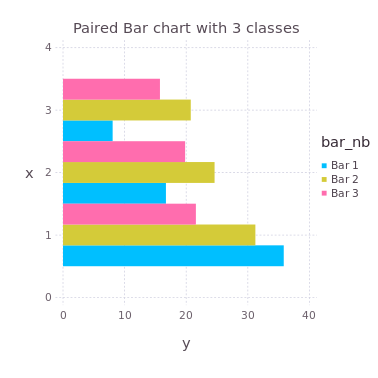 Paired Bar chart with 3 classes
4
3
2
1
0
x
0 10 20 30 40
y
bar_nb
Bar 1
Bar 2
Bar 3